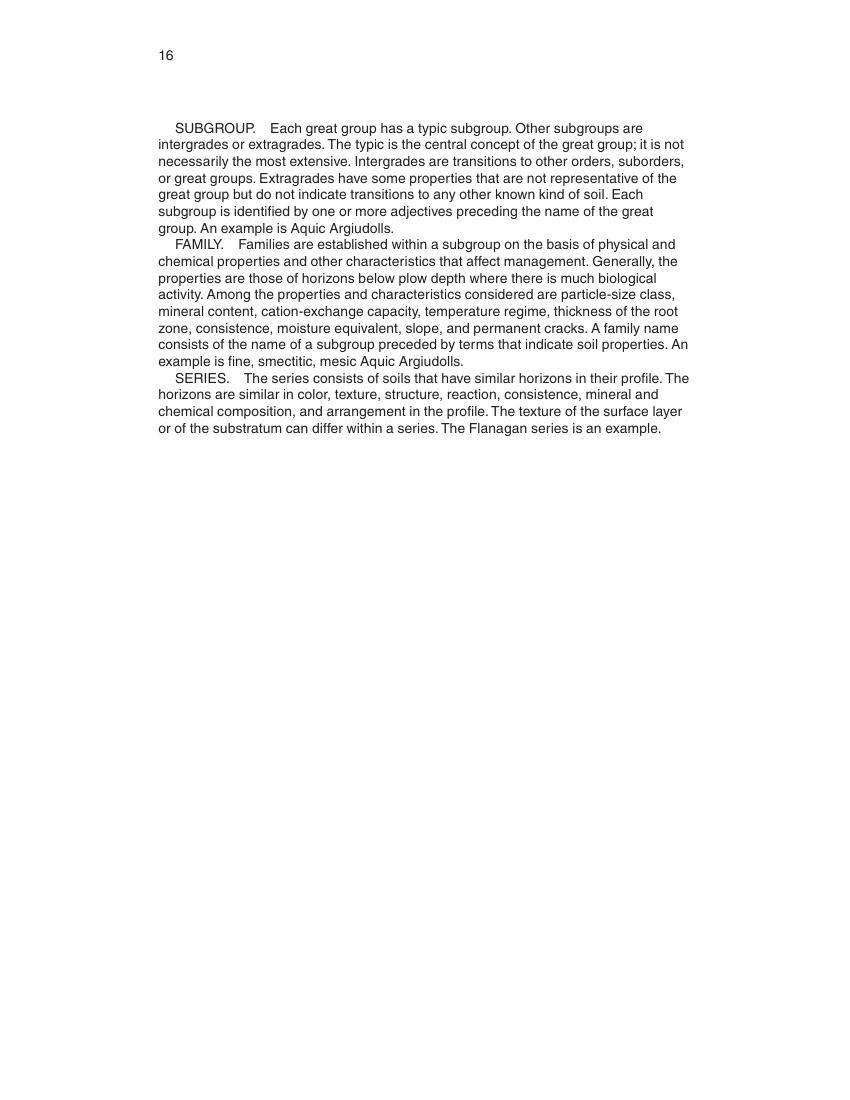 16
SUBGROUP. Each great group has a typic subgroup. Other subgroups are
intergrades or extragrades. The typic is the central concept of the great group; it is not
necessarily the most extensive. Intergrades are transitions to other orders, suborders,
or great groups. Extragrades have some properties that are not representative of the
great group but do not indicate transitions to any other known kind of soil. Each
subgroup is identified by one or more adjectives preceding the name of the great
group. An example is Aquic Argiudolls.
FAMILY. Families are established within a subgroup on the basis of physical and
chemical properties and other characteristics that affect management. Generally, the
properties are those of horizons below plow depth where there is much biological
activity. Among the properties and characteristics considered are particle-size class,
mineral content, cation-exchange capacity, temperature regime, thickness of the root
zone, consistence, moisture equivalent, slope, and permanent cracks. A family name
consists of the name of a subgroup preceded by terms that indicate soil properties. An
example is fine, smectitic, mesic Aquic Argiudolls.
SERIES. The series consists of soils that have similar horizons in their profile. The
horizons are similar in color, texture, structure, reaction, consistence, mineral and
chemical composition, and arrangement in the profile. The texture of the surface layer
or of the substratum can differ within a series. The Flanagan series is an example.